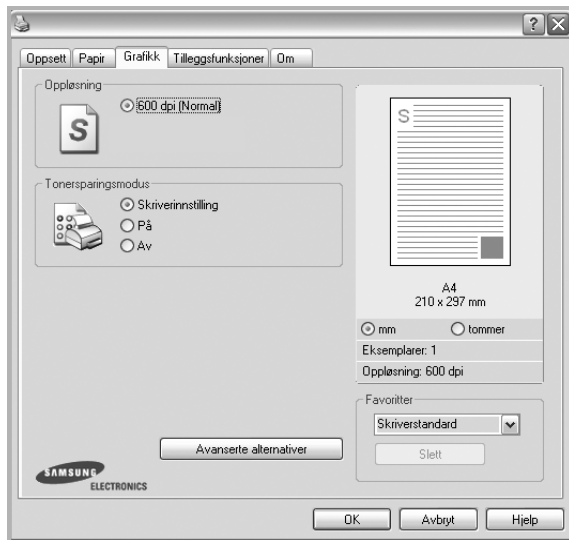 Oppsett Papir Grafikk Tilleggsfunksjoner Om
Oppløsning
S
600 dpi (Normal)
Tonersparingsmodus
Skriverinnstilling
På
Av
S
A4
210 x 297 mm
mm tommer
Eksemplarer: 1
Oppløsning: 600 dpi
Favoritter
Skriverstandard
Slett
Avanserte alternativer
SAMSUNG
ELECTRONICS
OK Avbryt Hjelp